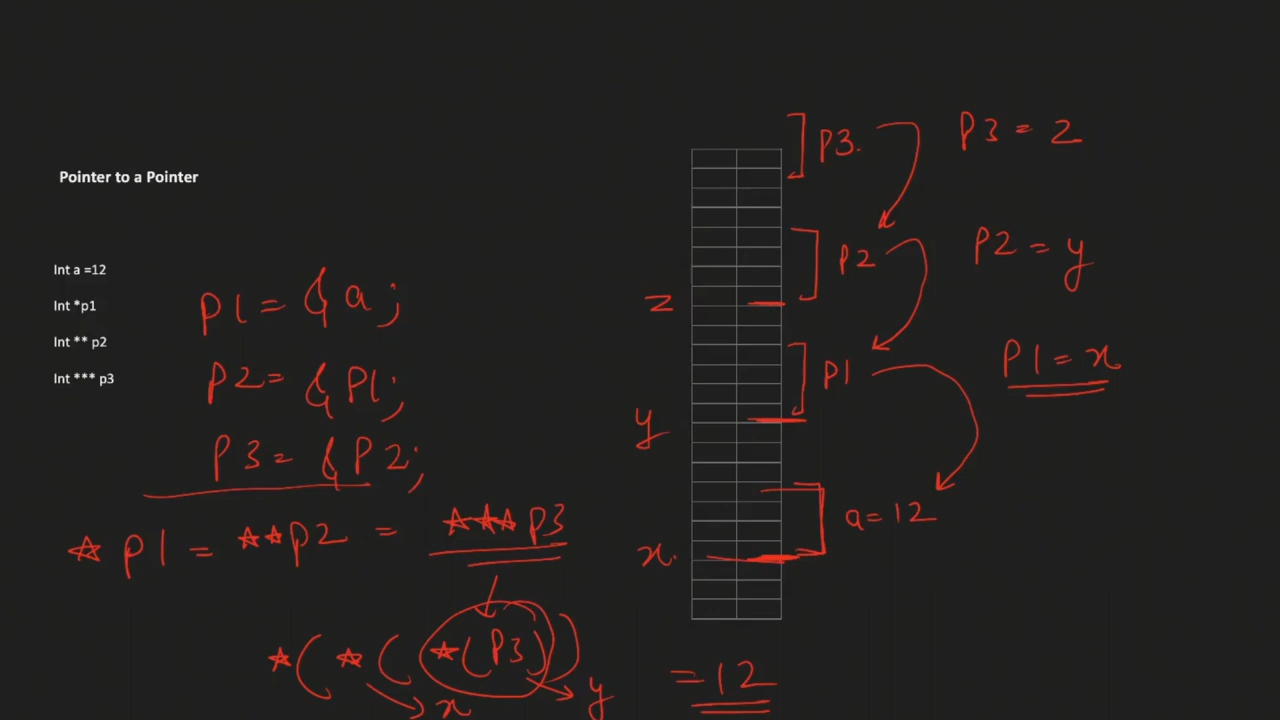 Pointer to a Pointer
Int a =12
Int *p1
Int ** p2
Int *** p3
P1 = &a;
P2 = &P1;
P3 = &P2;
*p1 = **p2 = ***p3
*(*(*(P3)))
x
y
= 12
z
y
x.
P3.
P2
P1
a = 12
P3 = z
P2 = y
P1 = x